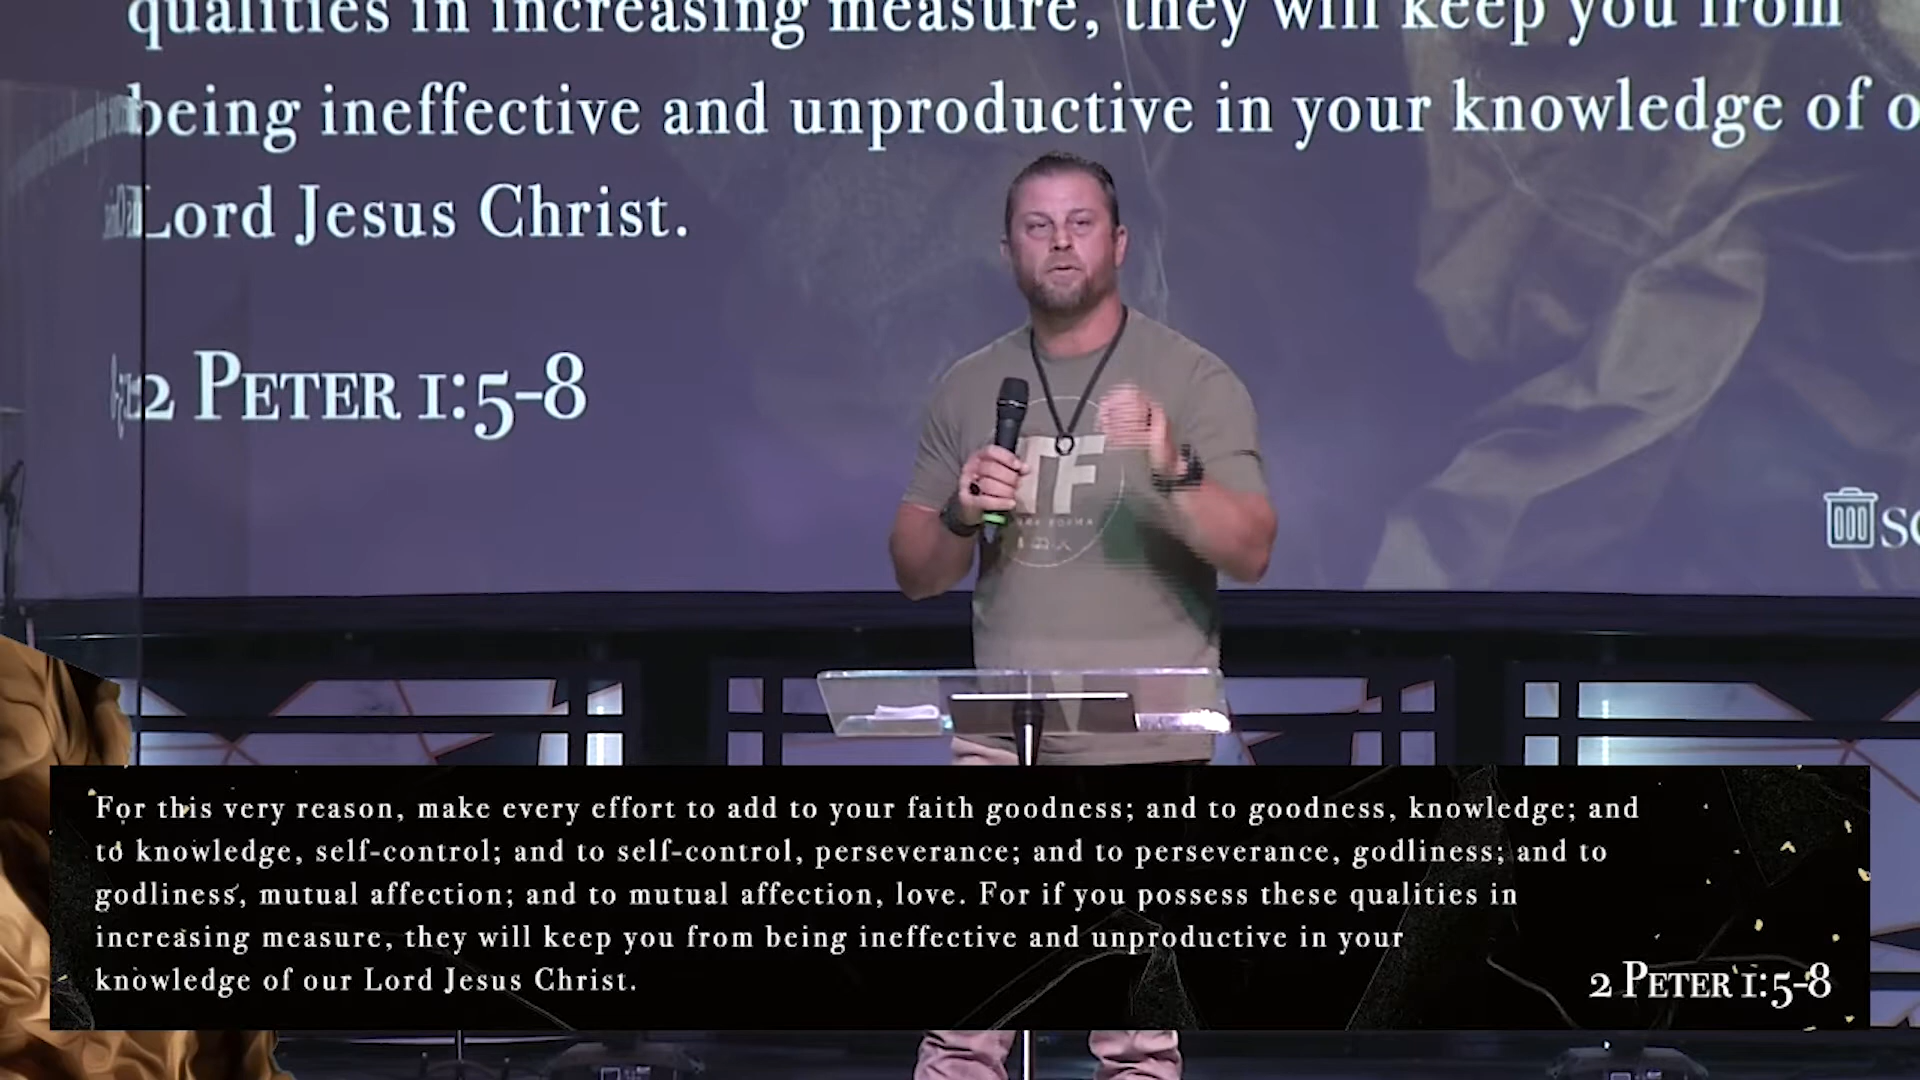 qualities in increasing measure, they will keep you from
being ineffective and unproductive in your knowledge of o
Lord Jesus Christ.
2 PETER 1:5-8
TF
For this very reason, make every effort to add to your faith goodness; and to goodness, knowledge; and
to knowledge, self-control; and to self-control, perseverance; and to perseverance, godliness; and to
godliness, mutual affection; and to mutual affection, love. For if you possess these qualities in
increasing measure, they will keep you from being ineffective and unproductive in your
knowledge of our Lord Jesus Christ.
2 PETER 1:5-8